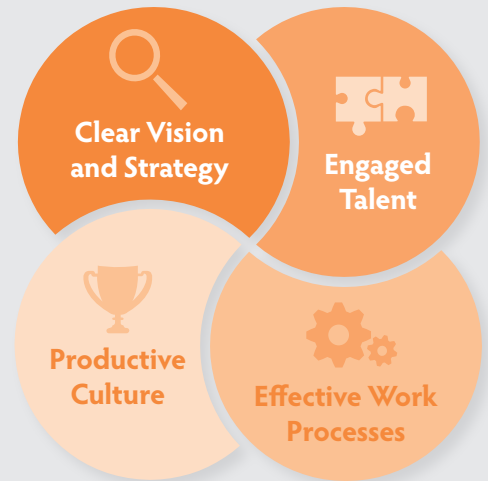 Clear Vision
and Strategy
Engaged
Talent
Productive
Culture
Effective Work
Processes